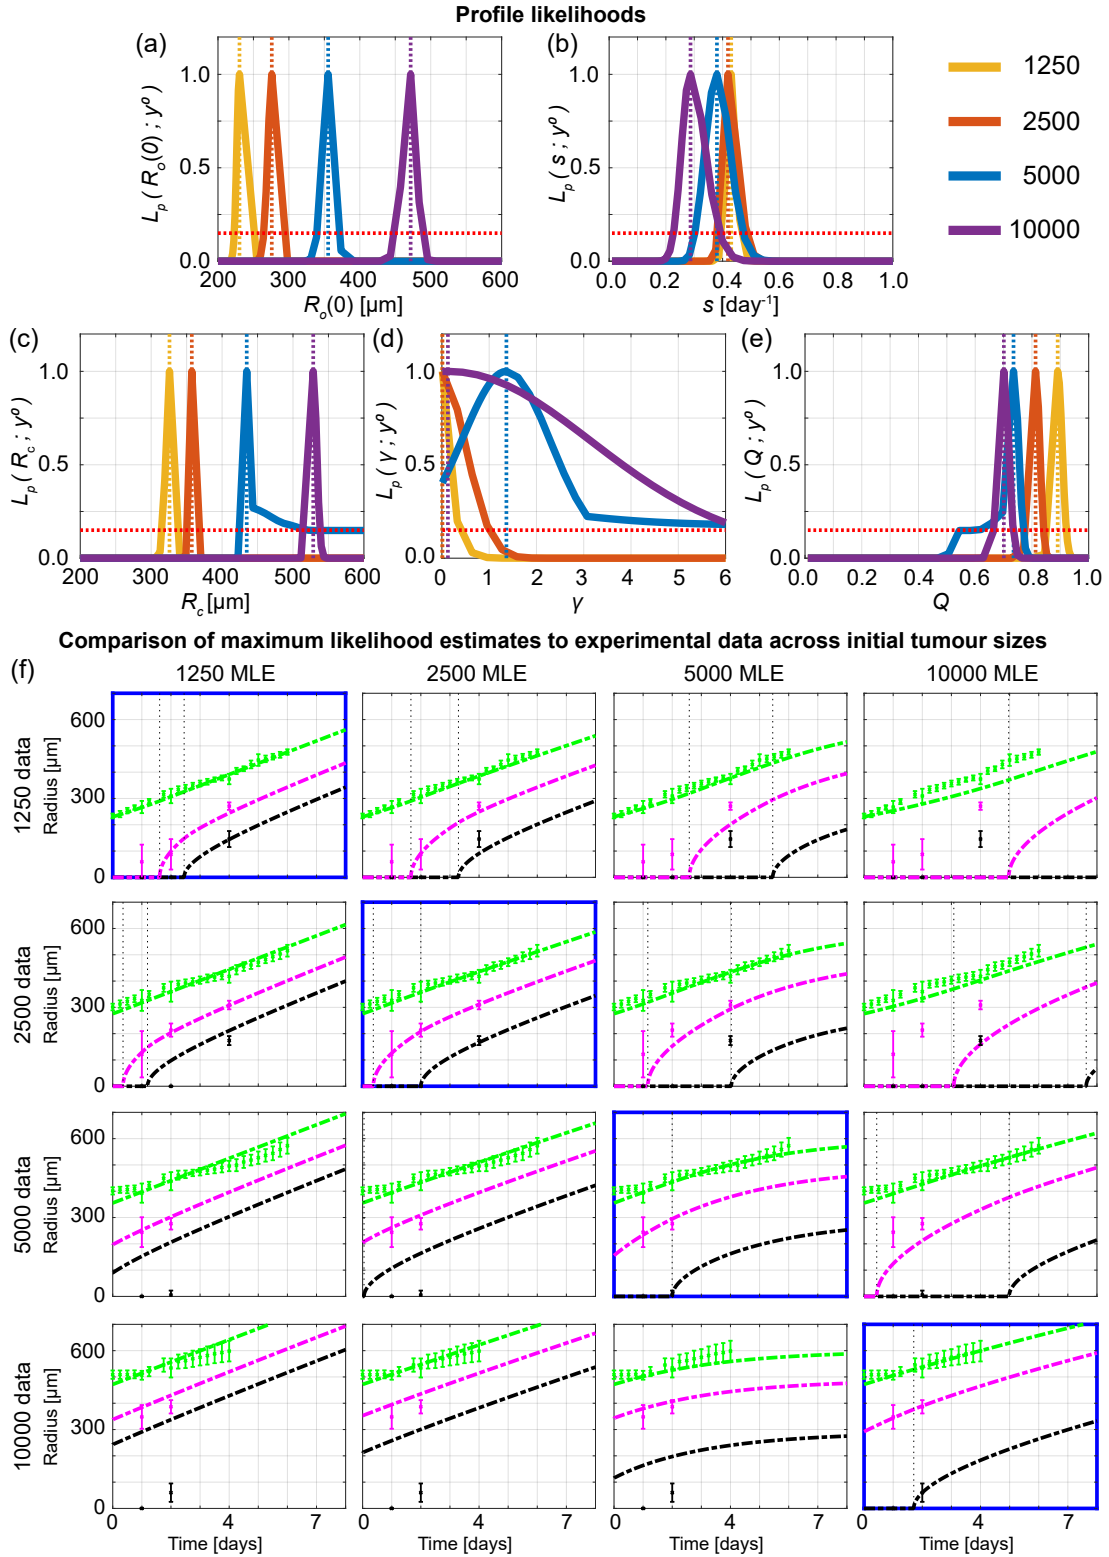 Profile likelihoods
(a)
1.0
0.5
0.0
L_p ( R_o(0) ; y^o )
200 300 400 500 600
R_o(0) [µm]
(b)
1.0
0.5
0.0
L_p ( s ; y^o )
0.0 0.2 0.4 0.6 0.8 1.0
s [day⁻¹]
1250
2500
5000
10000
(c)
1.0
0.5
0.0
L_p ( R_c ; y^o )
200 300 400 500 600
R_c [µm]
(d)
1.0
0.5
0.0
L_p ( γ ; y^o )
0 1 2 3 4 5 6
γ
(e)
1.0
0.5
0.0
L_p ( Q ; y^o )
0.0 0.2 0.4 0.6 0.8 1.0
Q
Comparison of maximum likelihood estimates to experimental data across initial tumour sizes
(f)
1250 MLE 2500 MLE 5000 MLE 10000 MLE
1250 data
Radius [µm]
600
300
0
2500 data
Radius [µm]
600
300
0
5000 data
Radius [µm]
600
300
0
10000 data
Radius [µm]
600
300
0
0 4 7 0 4 7 0 4 7 0 4 7
Time [days] Time [days] Time [days] Time [days]